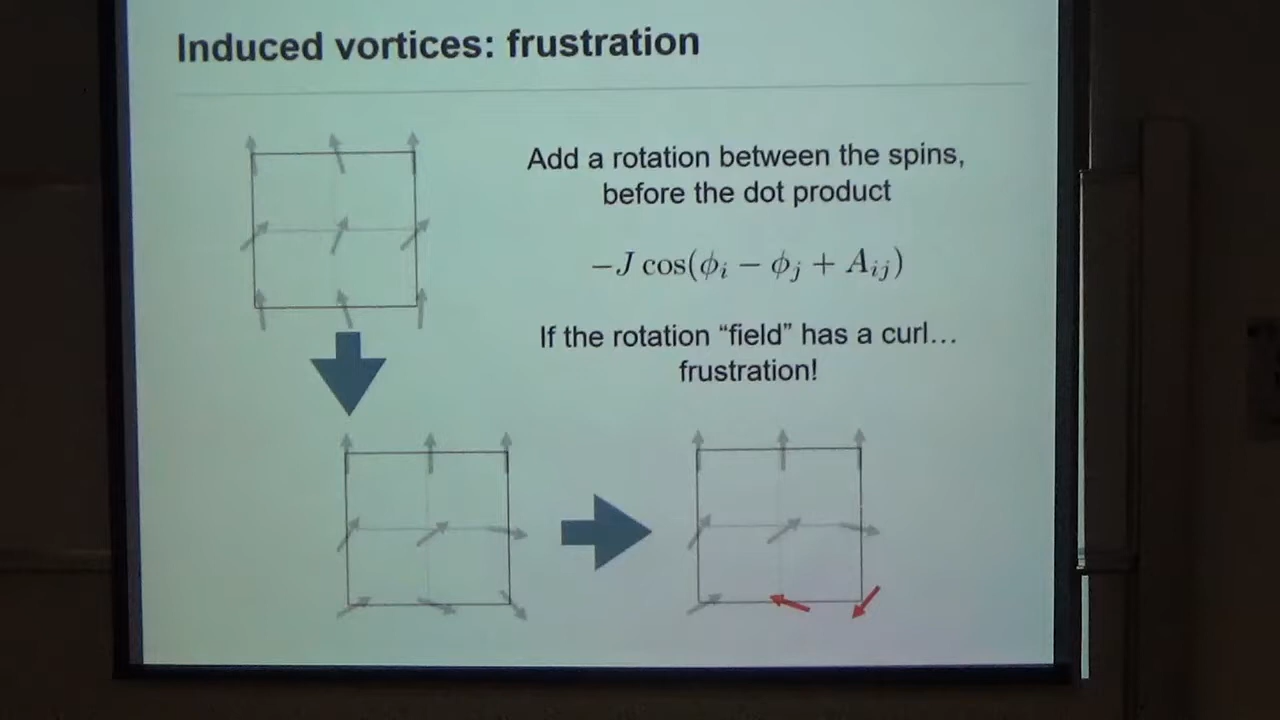 Induced vortices: frustration
Add a rotation between the spins,
before the dot product
−J cos(ϕᵢ − ϕⱼ + Aᵢⱼ)
If the rotation “field” has a curl…
frustration!